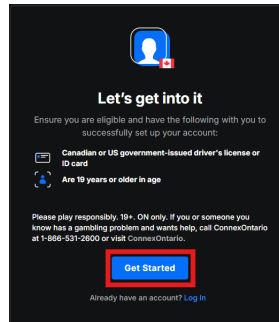 Let's get into it
Ensure you are eligible and have the following with you to
successfully set up your account:
Canadian or US government-issued driver's license or
ID card
Are 19 years or older in age
Please play responsibly. 19+. ON only. If you or someone you
know has a gambling problem and wants help, call ConnexOntario
at 1-866-531-2600 or visit ConnexOntario.
Get Started
Already have an account? Log In